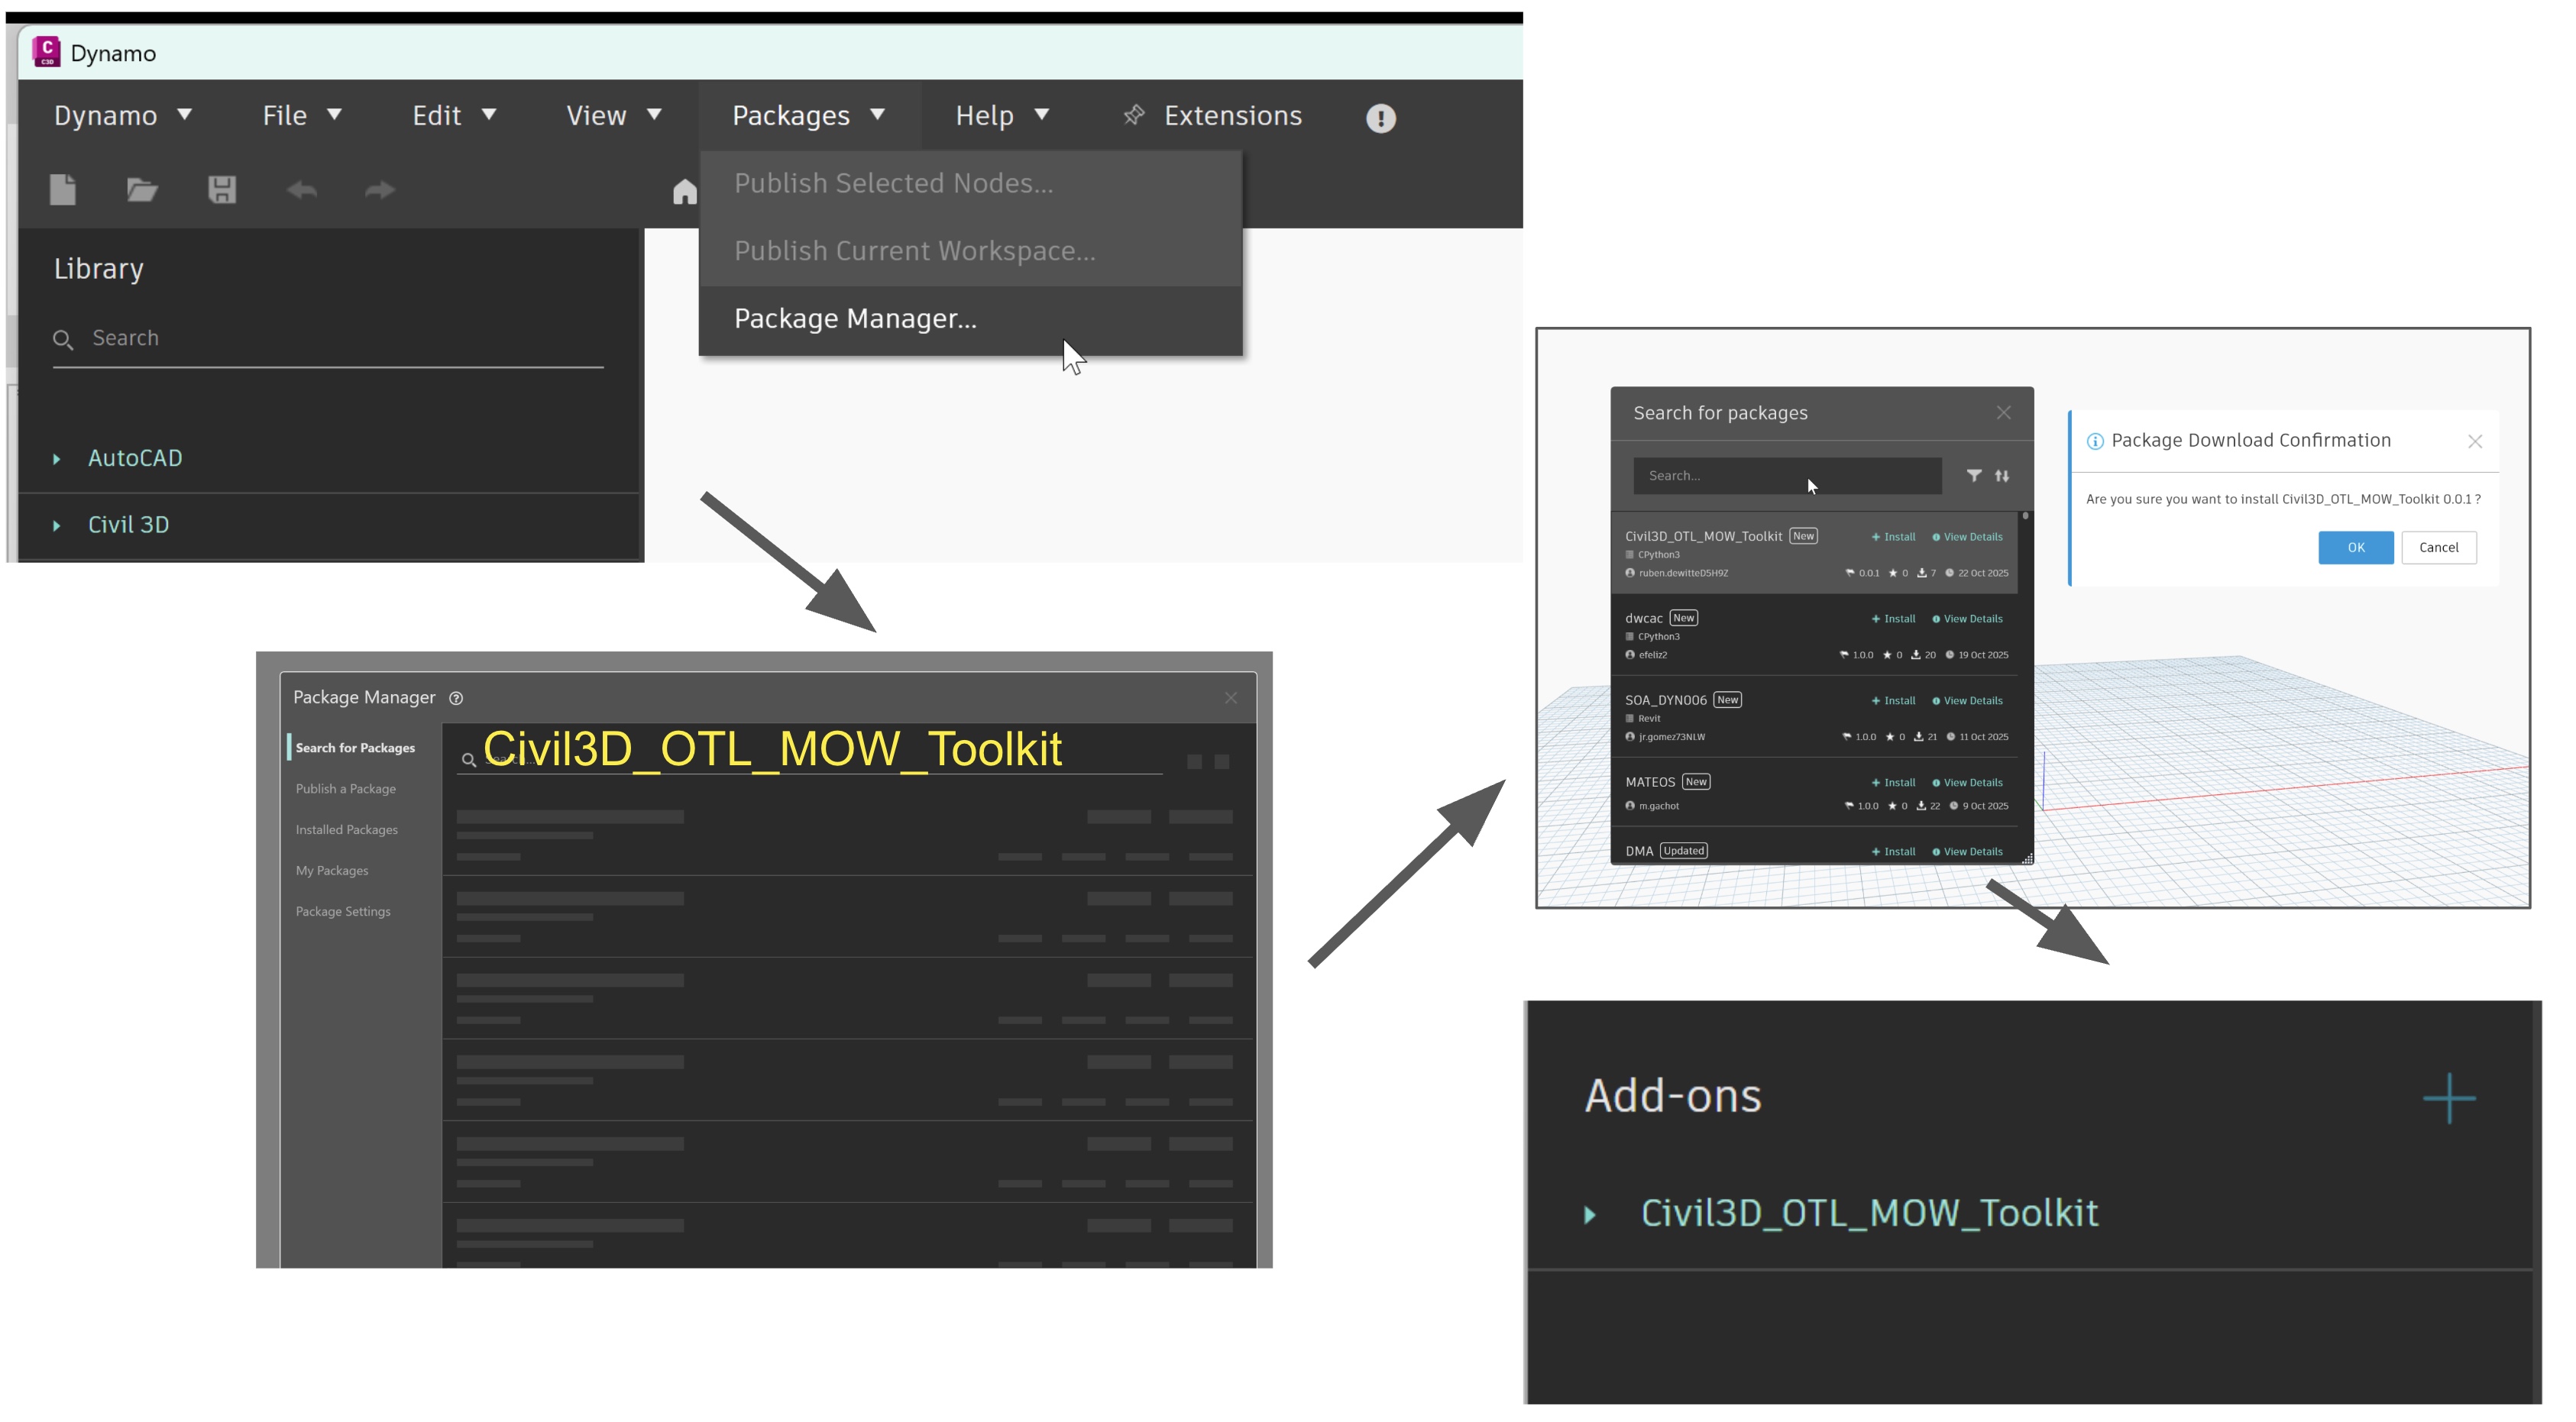 C
C3D
Dynamo
Dynamo File Edit View Packages Help Extensions
Publish Selected Nodes...
Publish Current Workspace...
Package Manager...
Library
Search
AutoCAD
Civil 3D
Package Manager
Search for Packages
Publish a Package
Installed Packages
My Packages
Package Settings
Civil3D_OTL_MOW_Toolkit
Search for packages
Search...
Civil3D_OTL_MOW_Toolkit New + Install View Details
CPython3
ruben.dewitteD5H9Z 0.0.1 0 7 22 Oct 2025
dwcac New + Install View Details
CPython3
efeliz2 1.0.0 0 20 19 Oct 2025
SOA_DYN006 New + Install View Details
Revit
jr.gomez73NLW 1.0.0 0 21 11 Oct 2025
MATEOS New + Install View Details
m.gachot 1.0.0 0 22 9 Oct 2025
DMA Updated + Install View Details
Package Download Confirmation
Are you sure you want to install Civil3D_OTL_MOW_Toolkit 0.0.1 ?
OK Cancel
Add-ons
Civil3D_OTL_MOW_Toolkit